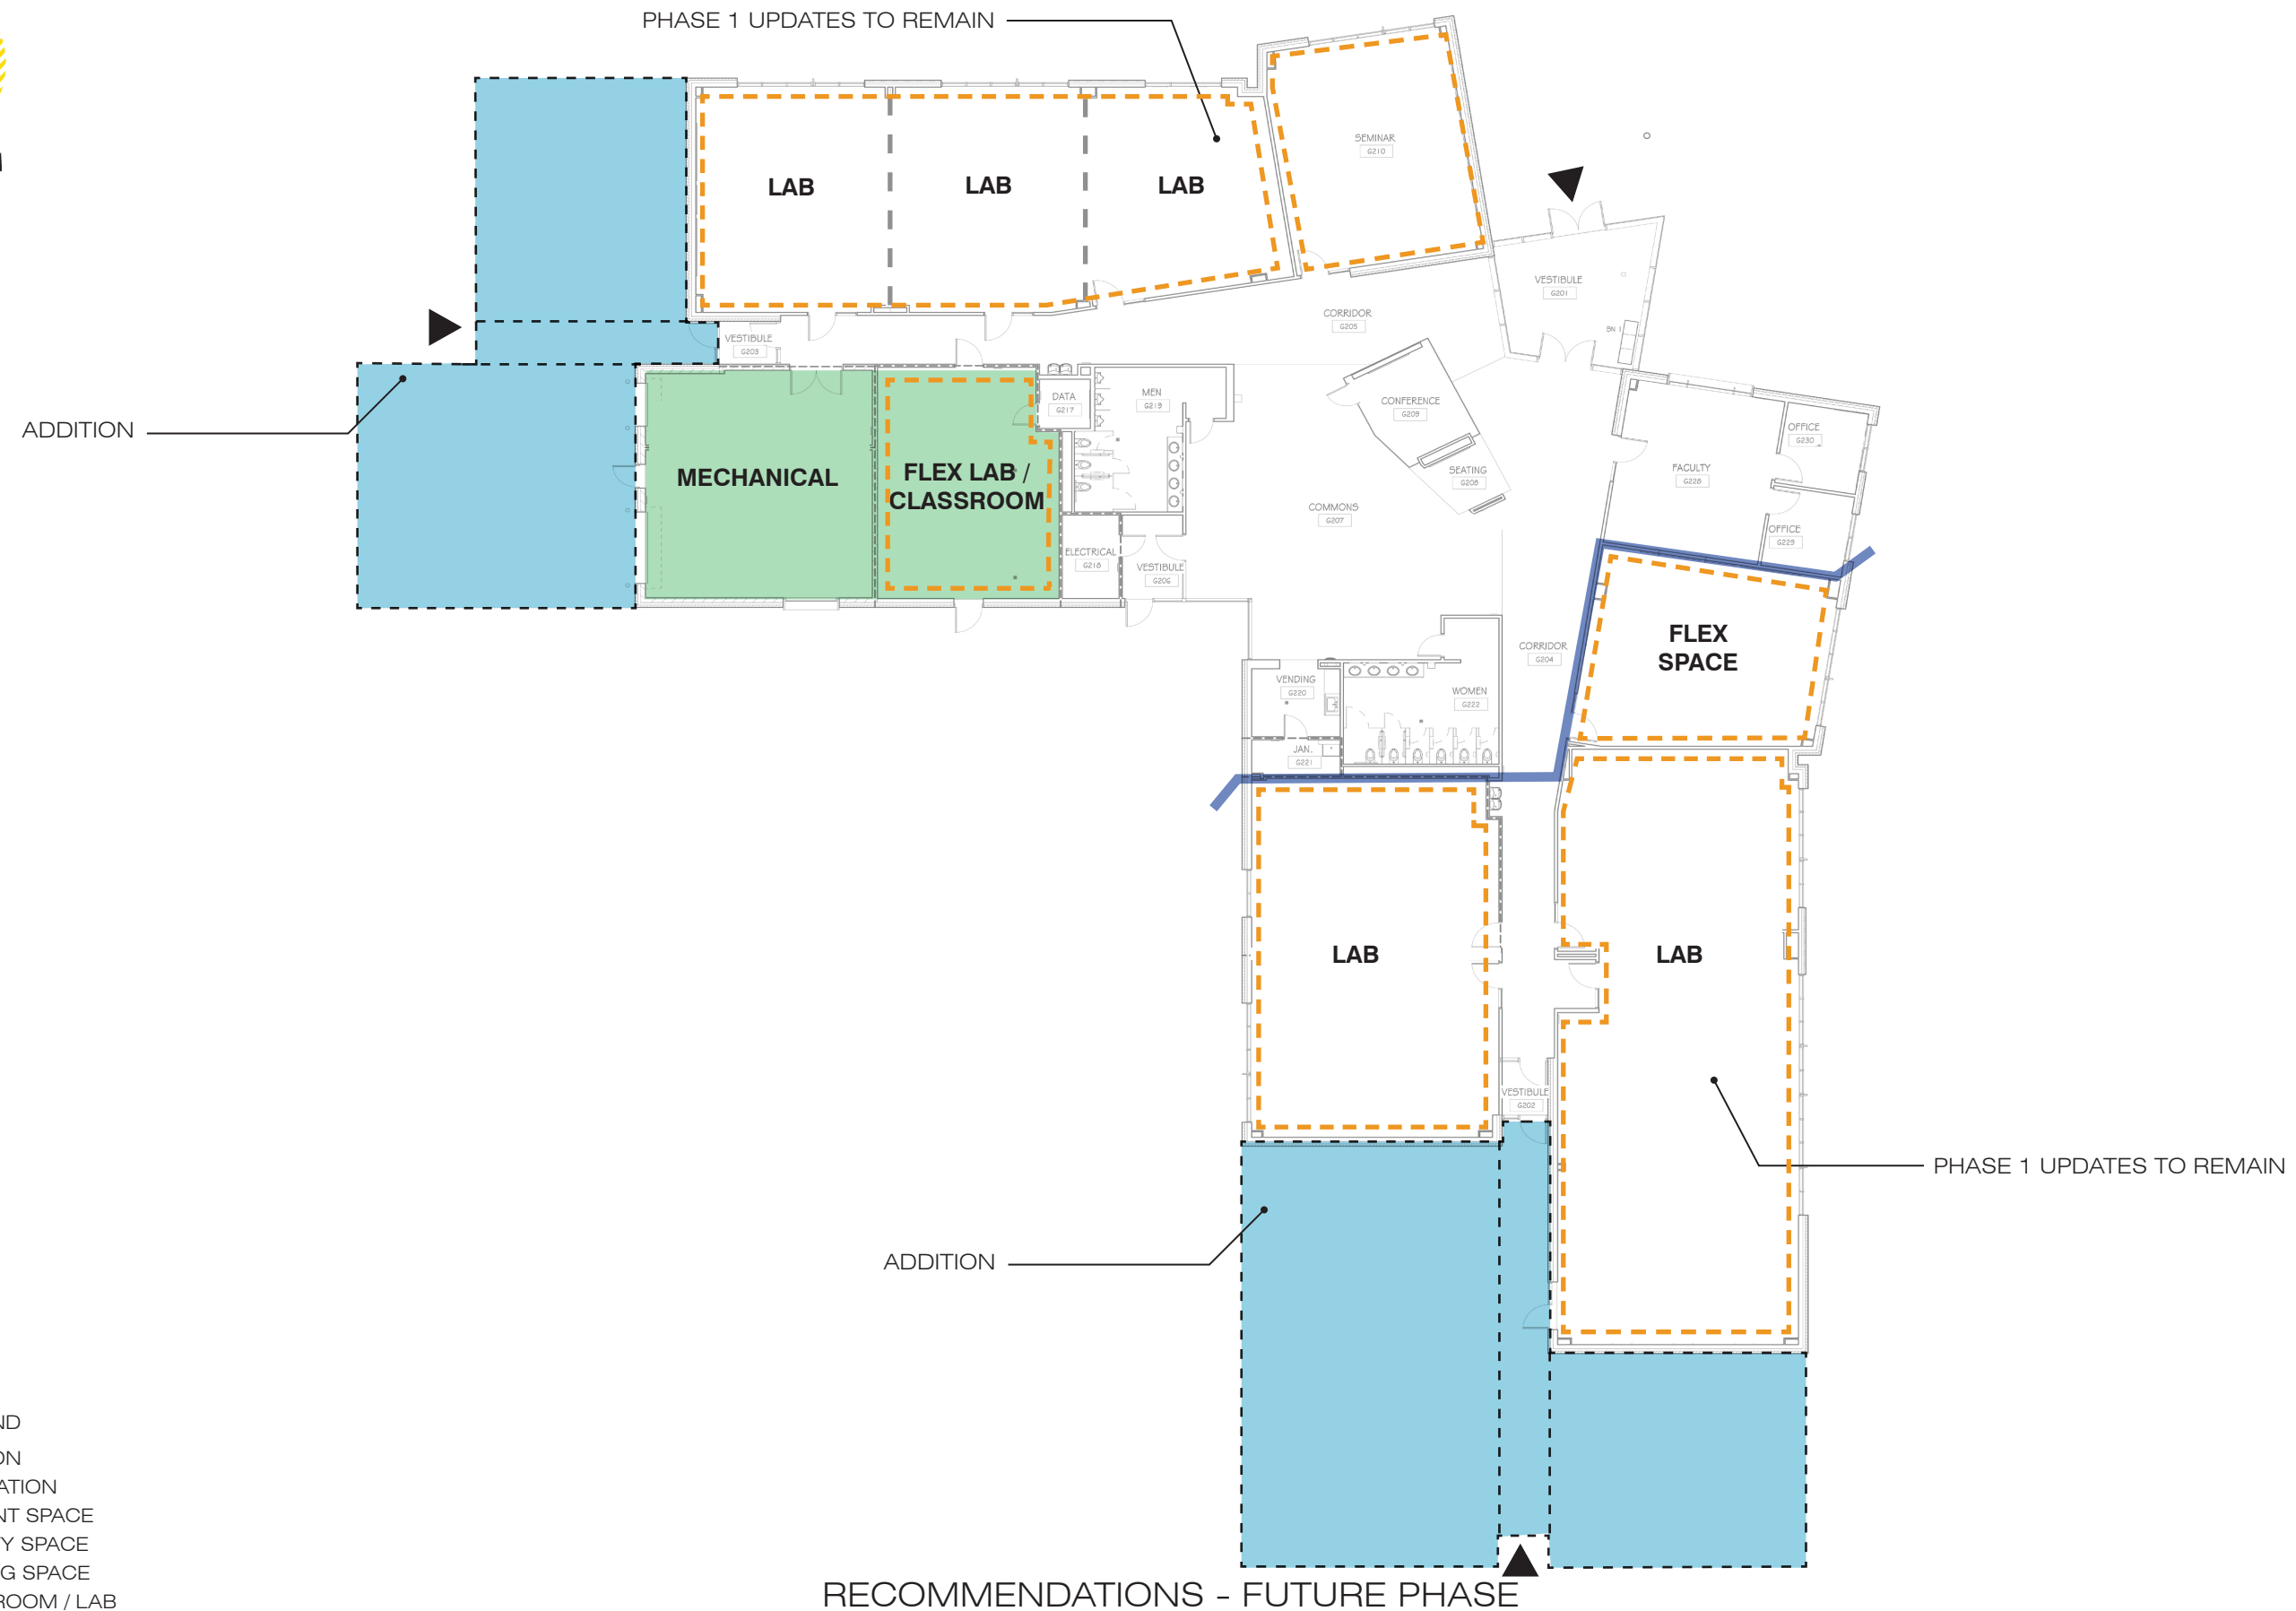 PHASE 1 UPDATES TO REMAIN
SEMINAR
G210
LAB
LAB
LAB
VESTIBULE
G201
CORRIDOR
G205
BN 1
VESTIBULE
G203
DATA
G217
MEN
G219
CONFERENCE
G209
OFFICE
G230
ADDITION
MECHANICAL
FLEX LAB /
CLASSROOM
SEATING
G208
FACULTY
G228
COMMONS
G207
OFFICE
G229
ELECTRICAL
G218
VESTIBULE
G206
FLEX
SPACE
CORRIDOR
G204
VENDING
G220
WOMEN
G222
JAN.
G221
LAB
LAB
VESTIBULE
G202
PHASE 1 UPDATES TO REMAIN
ADDITION
ND
ON
ATION
NT SPACE
Y SPACE
G SPACE
ROOM / LAB
RECOMMENDATIONS - FUTURE PHASE